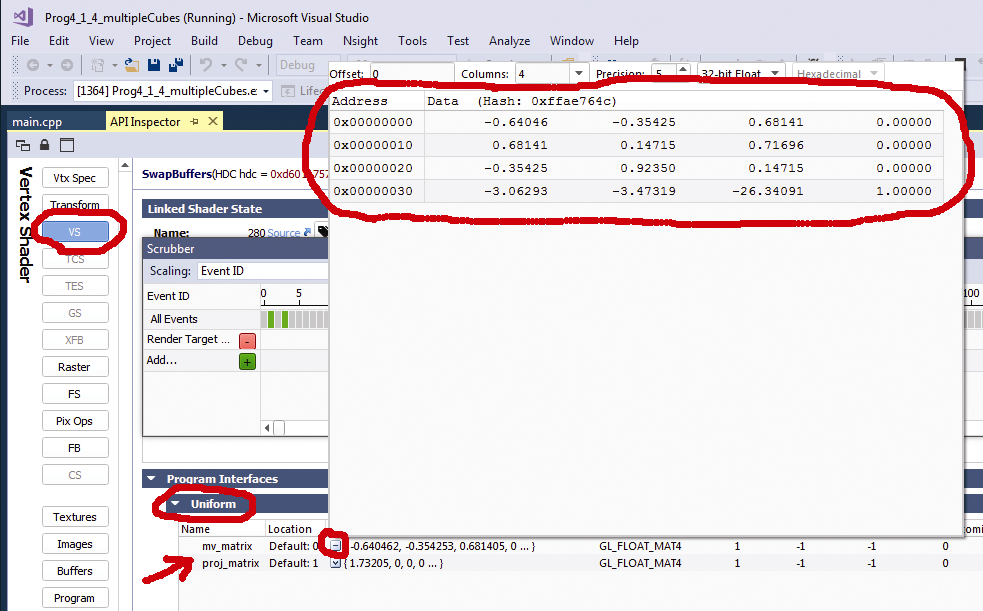 Prog4_1_4_multipleCubes (Running) - Microsoft Visual Studio
File Edit View Project Build Debug Team Nsight Tools Test Analyze Window Help
Debug
Offset: 0 Columns: 4 Precision: 5 32-bit Float Hexadecimal
Process: [1364] Prog4_1_4_multipleCubes.e
Address Data (Hash: 0xffae764c)
main.cpp API Inspector
0x00000000 -0.64046 -0.35425 0.68141 0.00000
0x00000010 0.68141 0.14715 0.71696 0.00000
0x00000020 -0.35425 0.92350 0.14715 0.00000
0x00000030 -3.06293 -3.47319 -26.34091 1.00000
Vertex Shader
Vtx Spec
Transform
VS
TCS
TES
GS
XFB
Raster
FS
Pix Ops
FB
CS
Textures
Images
Buffers
Program
SwapBuffers(HDC hdc =
Linked Shader State
Name: 280 Source
Scrubber
Scaling: Event ID
Event ID 0 5 100
All Events
Render Target ... -
Add... +
Program Interfaces
Uniform
Name Location
mv_matrix Default: 0 -0.640462, -0.354253, 0.681405, 0 ... } GL_FLOAT_MAT4 1 -1 -1 0
proj_matrix Default: 1 { 1.73205, 0, 0, 0 ... } GL_FLOAT_MAT4 1 -1 -1 0